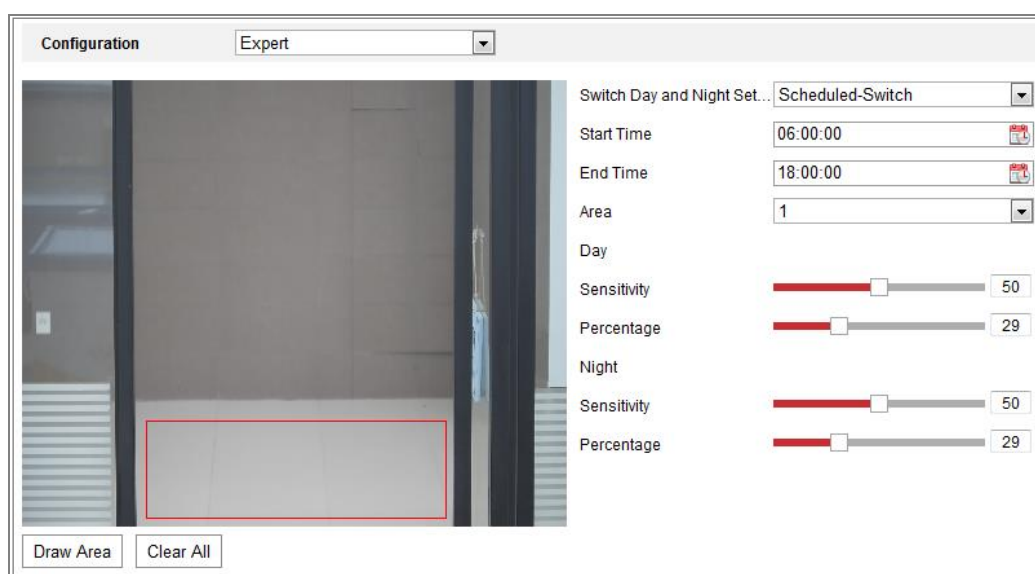 Configuration Expert
Switch Day and Night Set... Scheduled-Switch
Start Time 06:00:00
End Time 18:00:00
Area 1
Day
Sensitivity 50
Percentage 29
Night
Sensitivity 50
Percentage 29
Draw Area Clear All